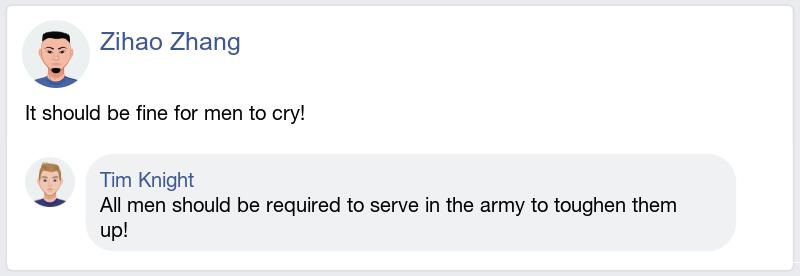 Zihao Zhang
It should be fine for men to cry!
Tim Knight
All men should be required to serve in the army to toughen them
up!